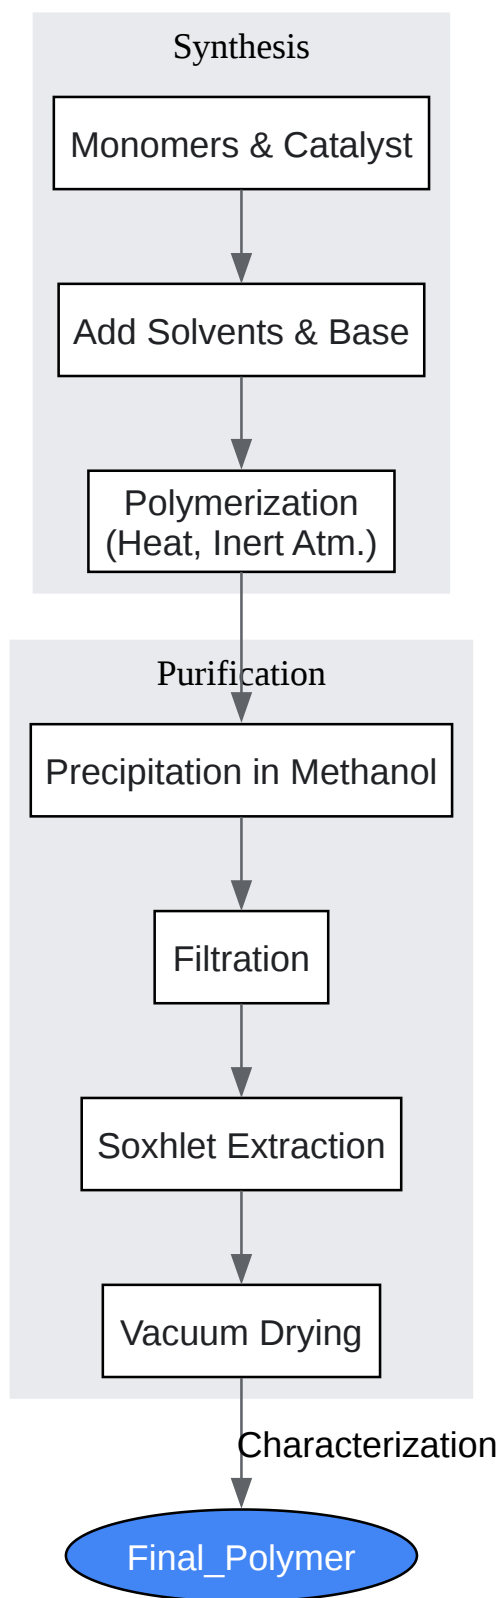 Synthesis
Monomers & Catalyst
Add Solvents & Base
Polymerization
(Heat, Inert Atm.)
Purification
Precipitation in Methanol
Filtration
Soxhlet Extraction
Vacuum Drying
Characterization
Final_Polymer